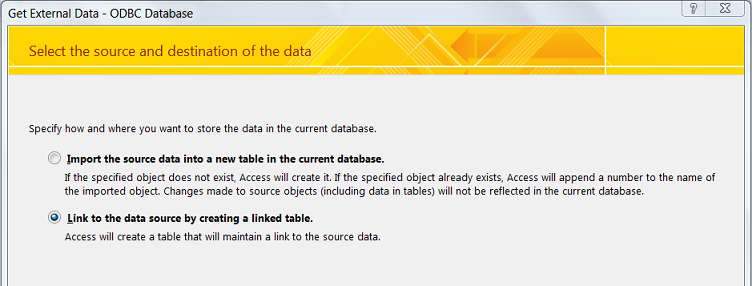 Get External Data - ODBC Database
Select the source and destination of the data
Specify how and where you want to store the data in the current database.
Import the source data into a new table in the current database.
If the specified object does not exist, Access will create it. If the specified object already exists, Access will append a number to the name of
the imported object. Changes made to source objects (including data in tables) will not be reflected in the current database.
Link to the data source by creating a linked table.
Access will create a table that will maintain a link to the source data.